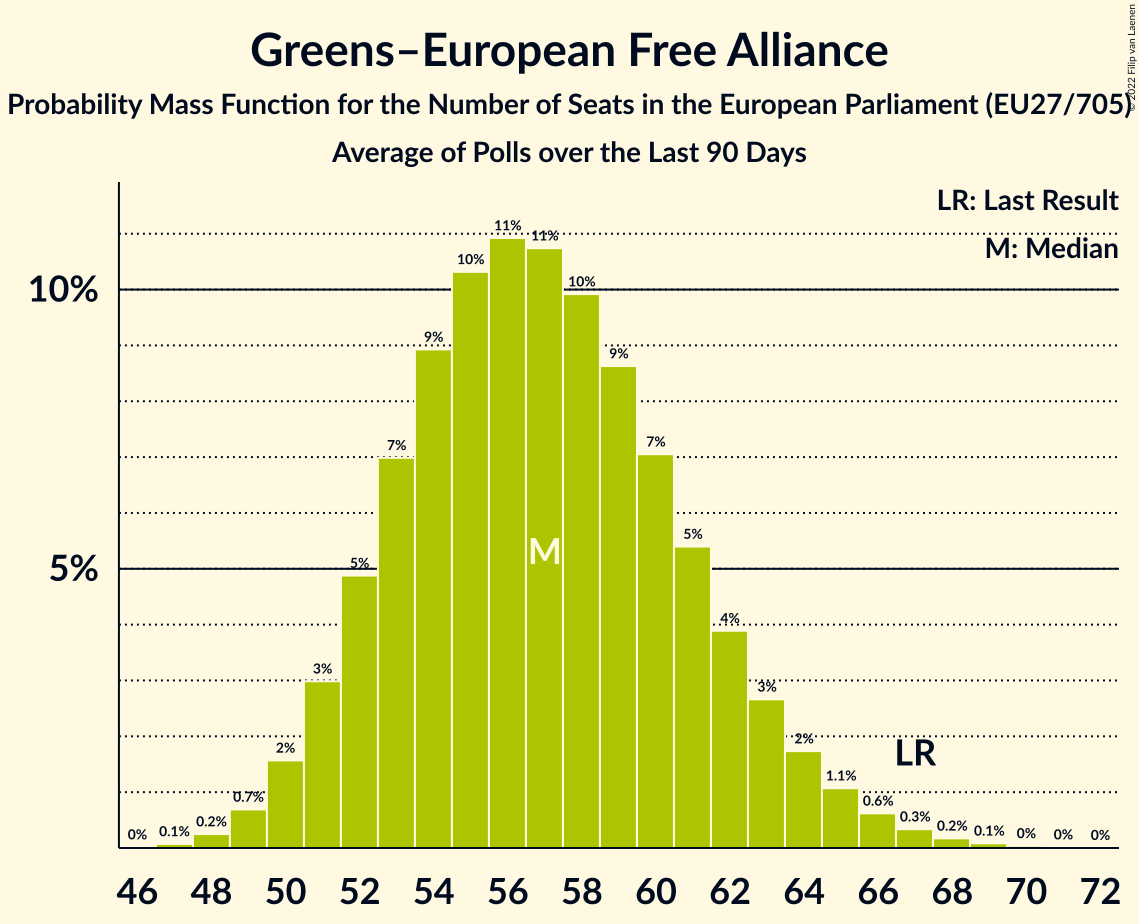 Greens–European Free Alliance
© 2022 Filip van Laenen
Probability Mass Function for the Number of Seats in the European Parliament (EU27/705)
Average of Polls over the Last 90 Days
LR: Last Result
M: Median
10%
5%
0% 0.1% 0.2% 0.7% 2% 3% 5% 7% 9% 10% 11% 11% 10% 9% 7% 5% 4% 3% 2% 1.1% 0.6% 0.3% 0.2% 0.1% 0% 0% 0%
M
LR
46 48 50 52 54 56 58 60 62 64 66 68 70 72